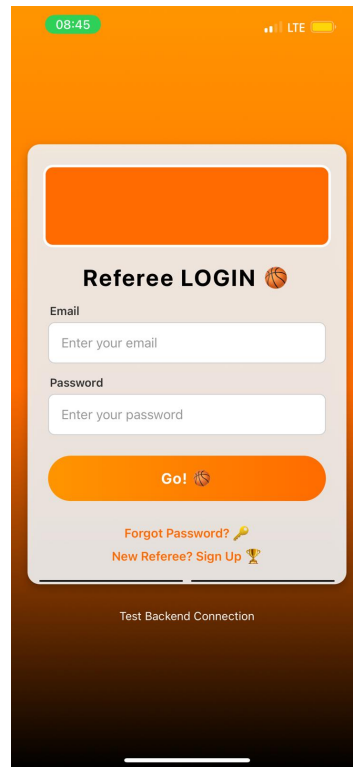 08:45 LTE
Referee LOGIN 🏀
Email
Enter your email
Password
Enter your password
Go! 🏀
Forgot Password? 🔑
New Referee? Sign Up 🏆
Test Backend Connection